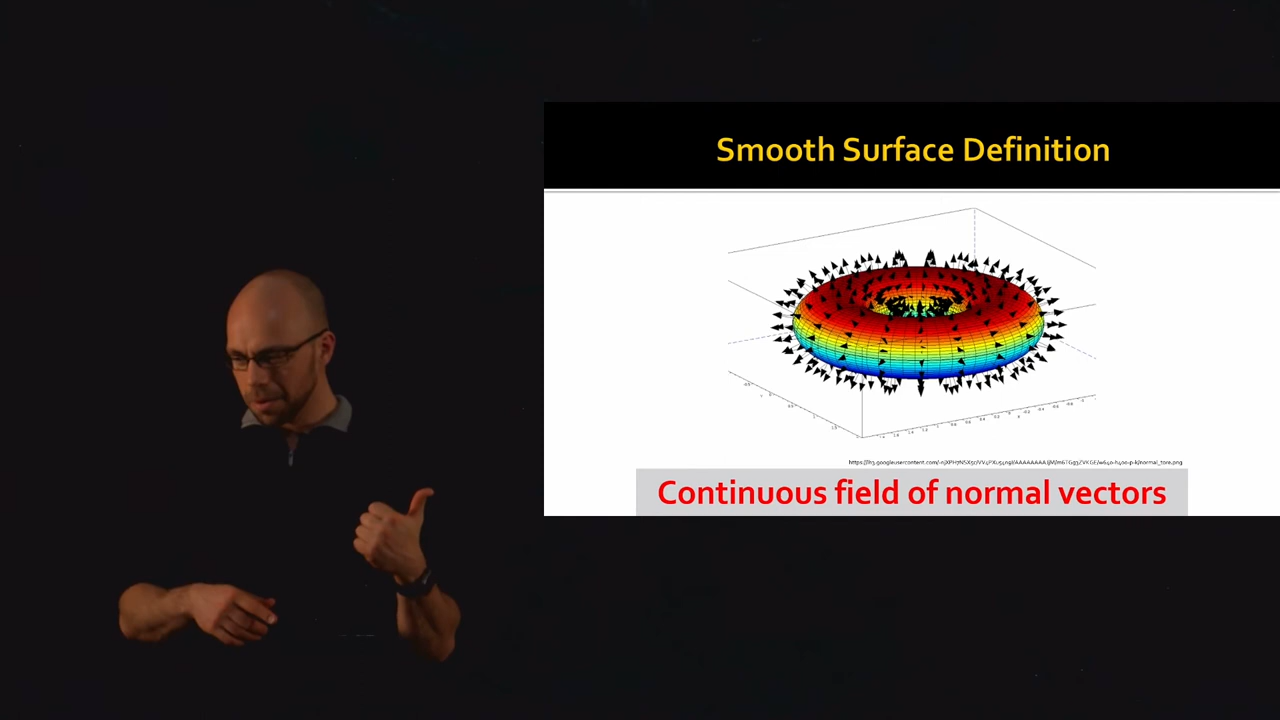 Smooth Surface Definition
Continuous field of normal vectors